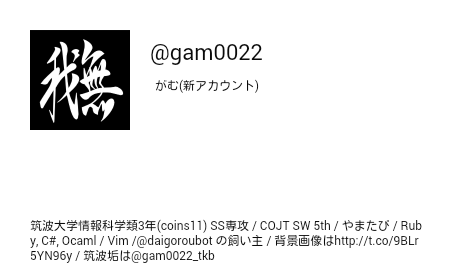 我無
@gam0022
がむ(新アカウント)
筑波大学情報科学類3年(coins11) SS専攻 / COJT SW 5th / やまたび / Rub
y, C#, Ocaml / Vim /@daigoroubot の飼い主 / 背景画像はhttp://t.co/9BLr
5YN96y / 筑波垢は@gam0022_tkb